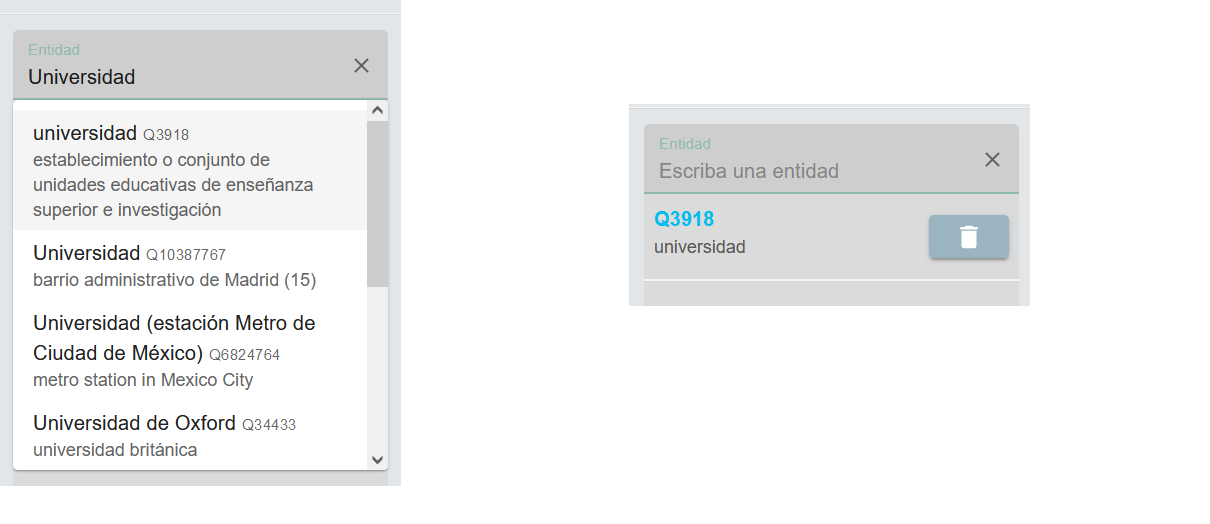 Entidad
Universidad
universidad Q3918
establecimiento o conjunto de
unidades educativas de enseñanza
superior e investigación
Universidad Q10387767
barrio administrativo de Madrid (15)
Universidad (estación Metro de
Ciudad de México) Q6824764
metro station in Mexico City
Universidad de Oxford Q34433
universidad británica
Entidad
Escriba una entidad
Q3918
universidad